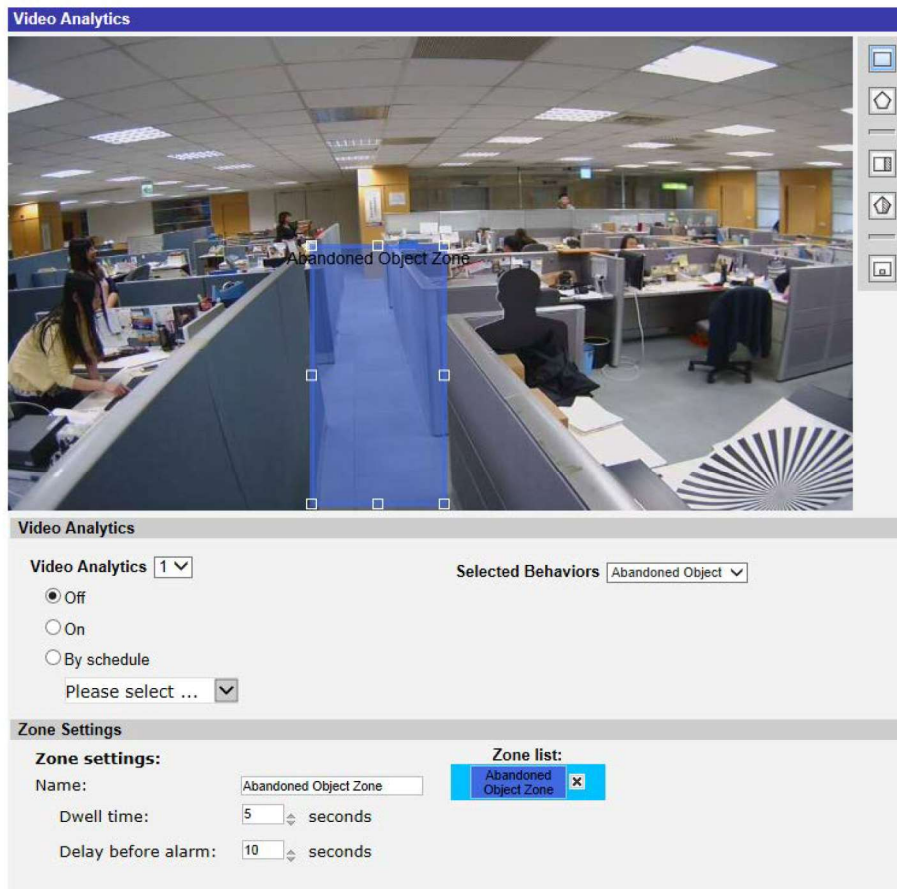 Video Analytics
Abandoned Object Zone
Video Analytics
Video Analytics 1
Selected Behaviors Abandoned Object
Off
On
By schedule
Please select ...
Zone Settings
Zone settings:
Zone list:
Name:
Abandoned Object Zone
Abandoned
Object Zone
Dwell time: 5 seconds
Delay before alarm: 10 seconds